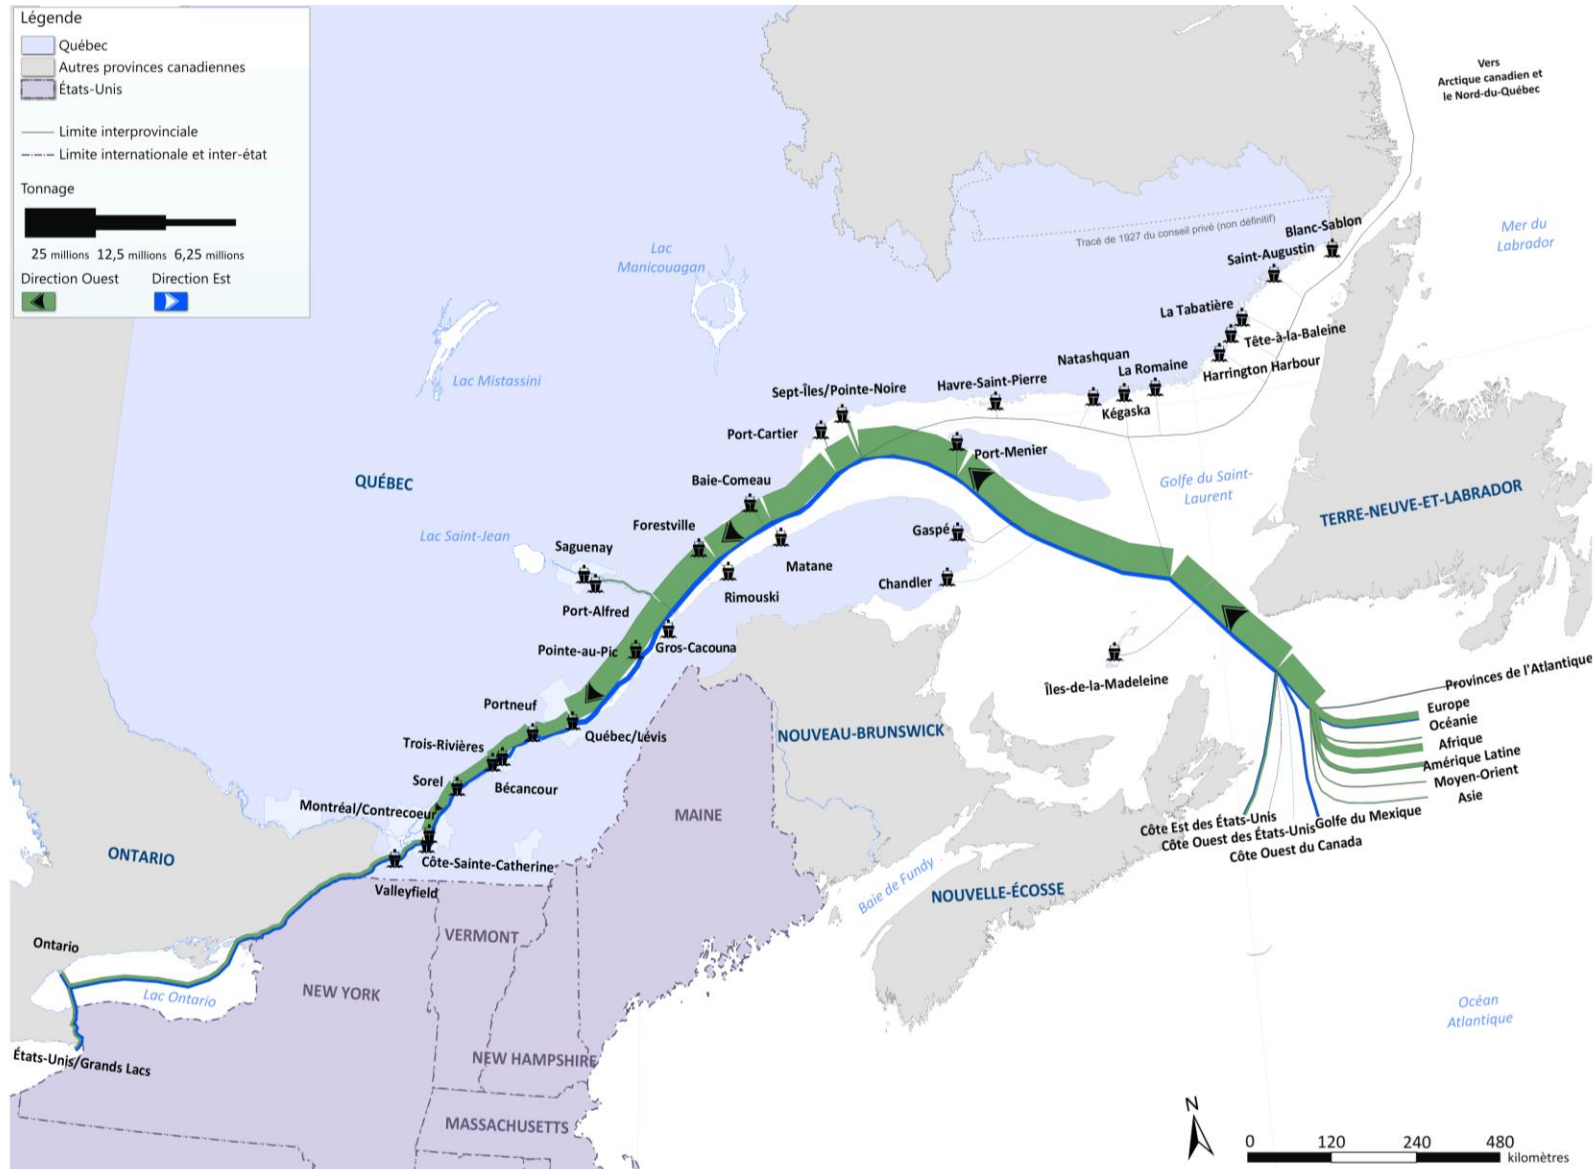 Légende
Québec
Autres provinces canadiennes
États-Unis
Limite interprovinciale
Limite internationale et inter-état
Tonnage
25 millions 12,5 millions 6,25 millions
Direction Ouest Direction Est
Vers
Arctique canadien et
le Nord-du-Québec
Mer du
Labrador
Blanc-Sablon
Saint-Augustin
Tracé de 1927 du conseil privé (non définitif)
Lac
Manicouagan
La Tabatière
Tête-à-la-Baleine
Harrington Harbour
Natashquan
La Romaine
Kégaska
Havre-Saint-Pierre
Sept-Îles/Pointe-Noire
Lac Mistassini
Port-Cartier
Port-Menier
Golfe du Saint-
Laurent
QUÉBEC
TERRE-NEUVE-ET-LABRADOR
Baie-Comeau
Forestville
Gaspé
Lac Saint-Jean
Saguenay
Matane
Chandler
Rimouski
Port-Alfred
Pointe-au-Pic
Gros-Cacouna
Îles-de-la-Madeleine
Provinces de l'Atlantique
Europe
Océanie
Afrique
Amérique Latine
Moyen-Orient
Asie
Portneuf
Québec/Lévis
NOUVEAU-BRUNSWICK
Trois-Rivières
Sorel
Bécancour
Montréal/Contrecoeur
MAINE
Côte Est des États-Unis
Golfe du Mexique
Côte Ouest des États-Unis
Côte Ouest du Canada
ONTARIO
Côte-Sainte-Catherine
Valleyfield
Baie de Fundy
NOUVELLE-ÉCOSSE
Ontario
VERMONT
Lac Ontario
NEW YORK
Océan
Atlantique
États-Unis/Grands Lacs
NEW HAMPSHIRE
MASSACHUSETTS
N
0 120 240 480
kilomètres